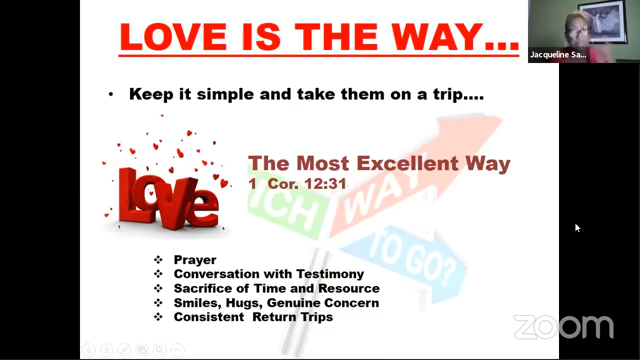 LOVE IS THE WAY...
Jacqueline Sa...
• Keep it simple and take them on a trip....
Love
The Most Excellent Way
1 Cor. 12:31
ICH
WAY
TO GO?
❖ Prayer
❖ Conversation with Testimony
❖ Sacrifice of Time and Resource
❖ Smiles, Hugs, Genuine Concern
❖ Consistent Return Trips
zoom